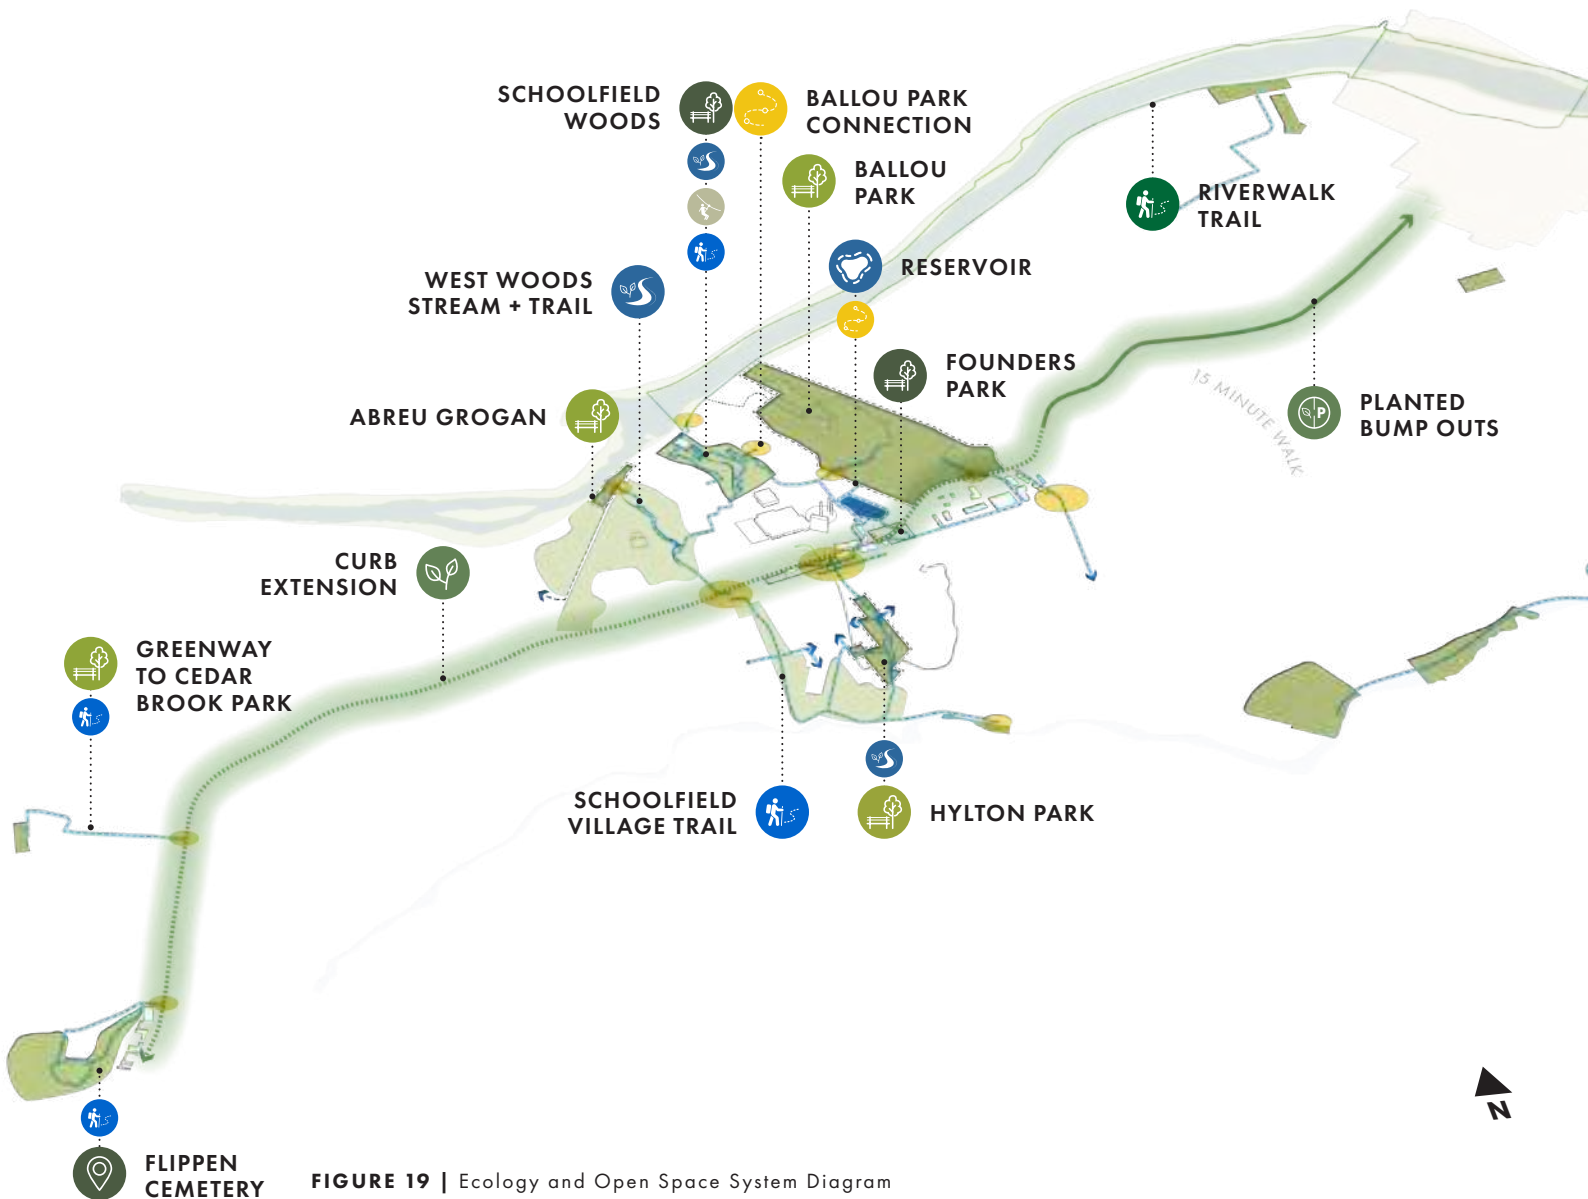 SCHOOLFIELD
WOODS
BALLOU PARK
CONNECTION
BALLOU
PARK
RIVERWALK
TRAIL
WEST WOODS
STREAM + TRAIL
RESERVOIR
FOUNDERS
PARK
ABREU GROGAN
15 MINUTE WALK
P
PLANTED
BUMP OUTS
CURB
EXTENSION
GREENWAY
TO CEDAR
BROOK PARK
SCHOOLFIELD
VILLAGE TRAIL
HYLTON PARK
N
FLIPPEN
CEMETERY
FIGURE 19 | Ecology and Open Space System Diagram